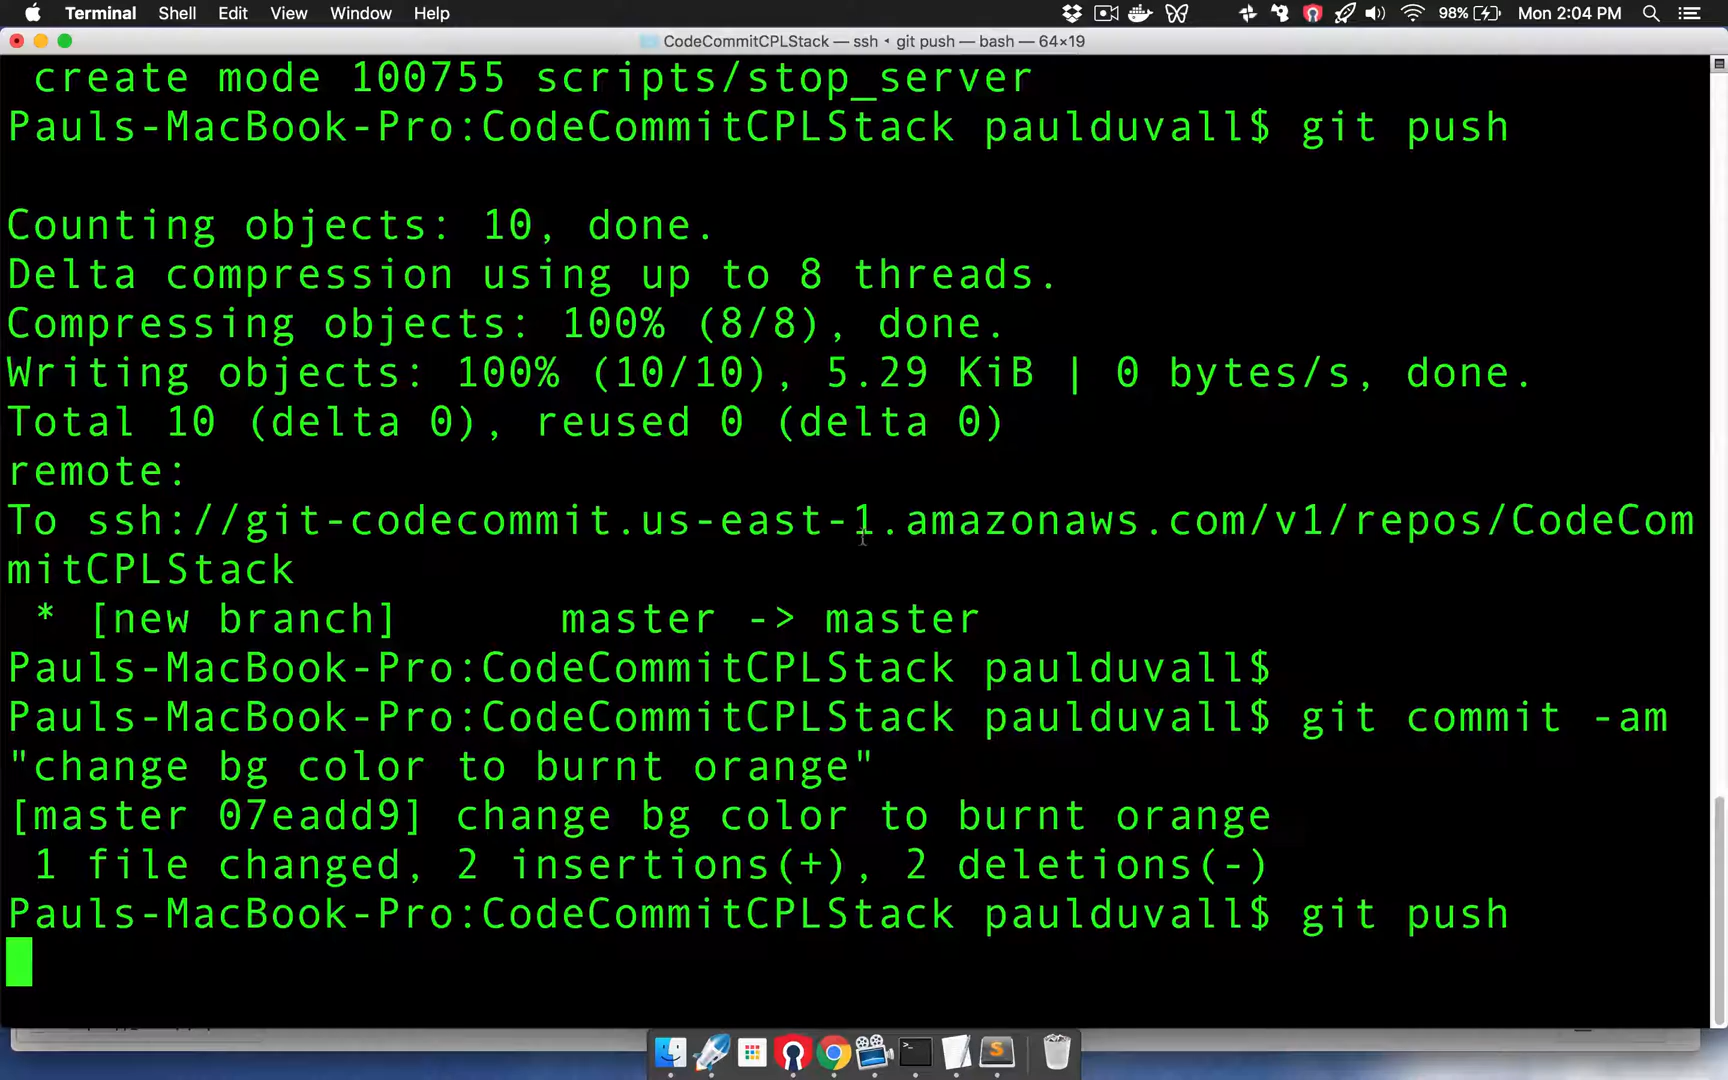 Terminal Shell Edit View Window Help 98% Mon 2:04 PM
CodeCommitCPLStack — ssh ◂ git push — bash — 64×19
create mode 100755 scripts/stop_server
Pauls-MacBook-Pro:CodeCommitCPLStack paulduvall$ git push
Counting objects: 10, done.
Delta compression using up to 8 threads.
Compressing objects: 100% (8/8), done.
Writing objects: 100% (10/10), 5.29 KiB | 0 bytes/s, done.
Total 10 (delta 0), reused 0 (delta 0)
remote:
To ssh://git-codecommit.us-east-1.amazonaws.com/v1/repos/CodeCom
mitCPLStack
* [new branch]      master -> master
Pauls-MacBook-Pro:CodeCommitCPLStack paulduvall$
Pauls-MacBook-Pro:CodeCommitCPLStack paulduvall$ git commit -am
"change bg color to burnt orange"
[master 07eadd9] change bg color to burnt orange
1 file changed, 2 insertions(+), 2 deletions(-)
Pauls-MacBook-Pro:CodeCommitCPLStack paulduvall$ git push